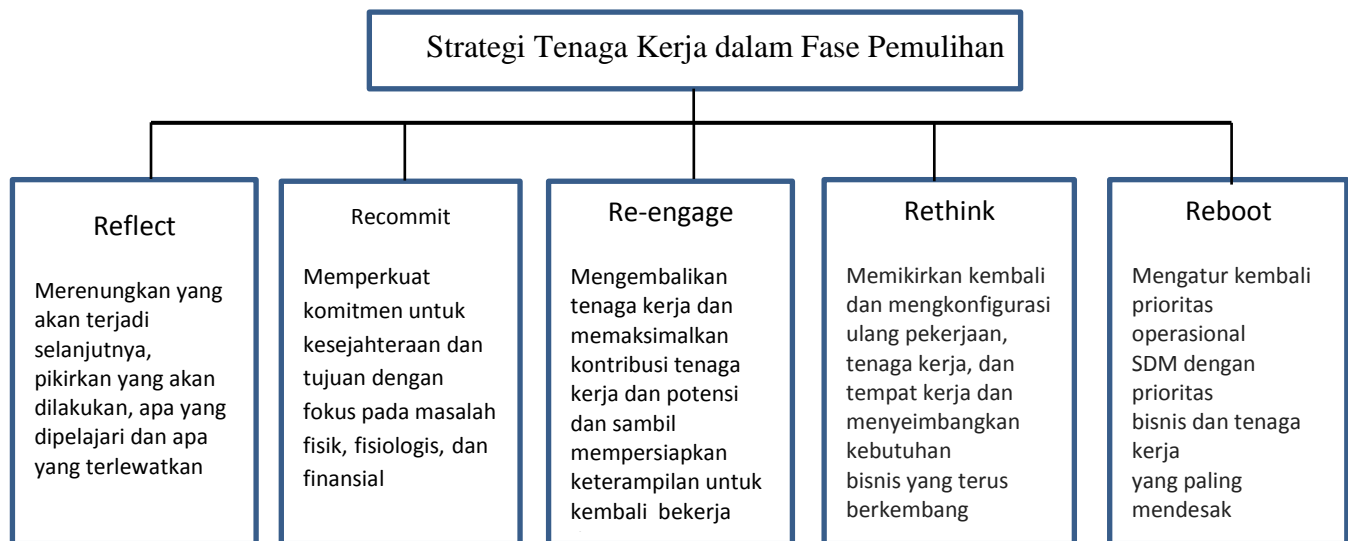 Strategi Tenaga Kerja dalam Fase Pemulihan
Reflect
Merenungkan yang
akan terjadi
selanjutnya,
pikirkan yang akan
dilakukan, apa yang
dipelajari dan apa
yang terlewatkan
Recommit
Memperkuat
komitmen untuk
kesejahteraan dan
tujuan dengan
fokus pada masalah
fisik, fisiologis, dan
finansial
Re-engage
Mengembalikan
tenaga kerja dan
memaksimalkan
kontribusi tenaga
kerja dan potensi
dan sambil
mempersiapkan
keterampilan untuk
kembali bekerja
Rethink
Memikirkan kembali
dan mengkonfigurasi
ulang pekerjaan,
tenaga kerja, dan
tempat kerja dan
menyeimbangkan
kebutuhan
bisnis yang terus
berkembang
Reboot
Mengatur kembali
prioritas
operasional
SDM dengan
prioritas
bisnis dan tenaga
kerja
yang paling
mendesak